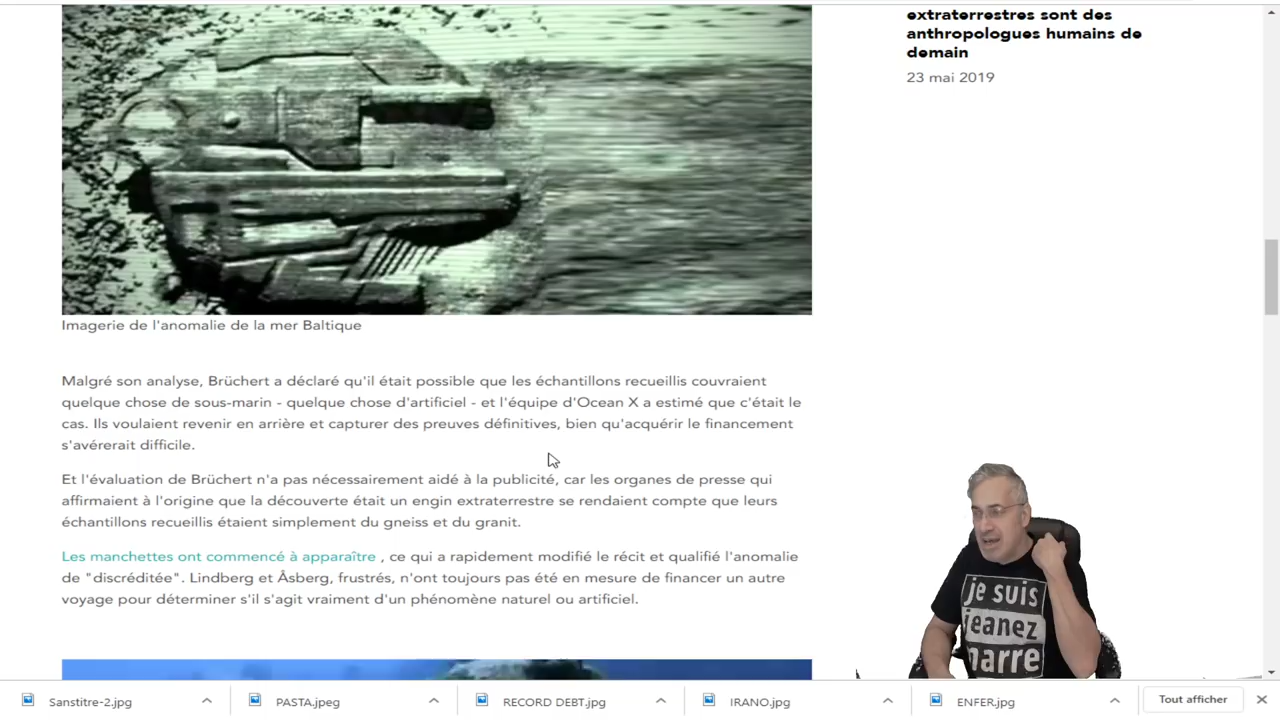 extraterrestres sont des
anthropologues humains de
demain
23 mai 2019
Imagerie de l'anomalie de la mer Baltique
Malgré son analyse, Brüchert a déclaré qu'il était possible que les échantillons recueillis couvraient
quelque chose de sous-marin - quelque chose d'artificiel - et l'équipe d'Ocean X a estimé que c'était le
cas. Ils voulaient revenir en arrière et capturer des preuves définitives, bien qu'acquérir le financement
s'avérerait difficile.
Et l'évaluation de Brüchert n'a pas nécessairement aidé à la publicité, car les organes de presse qui
affirmaient à l'origine que la découverte était un engin extraterrestre se rendaient compte que leurs
échantillons recueillis étaient simplement du gneiss et du granit.
Les manchettes ont commencé à apparaître , ce qui a rapidement modifié le récit et qualifié l'anomalie
de "discréditée". Lindberg et Åsberg, frustrés, n'ont toujours pas été en mesure de financer un autre
voyage pour déterminer s'il s'agit vraiment d'un phénomène naturel ou artificiel.
je suis
jeanez
marre
Sanstitre-2.jpg
PASTA.jpeg
RECORD DEBT.jpg
IRANO.jpg
ENFER.jpg
Tout afficher